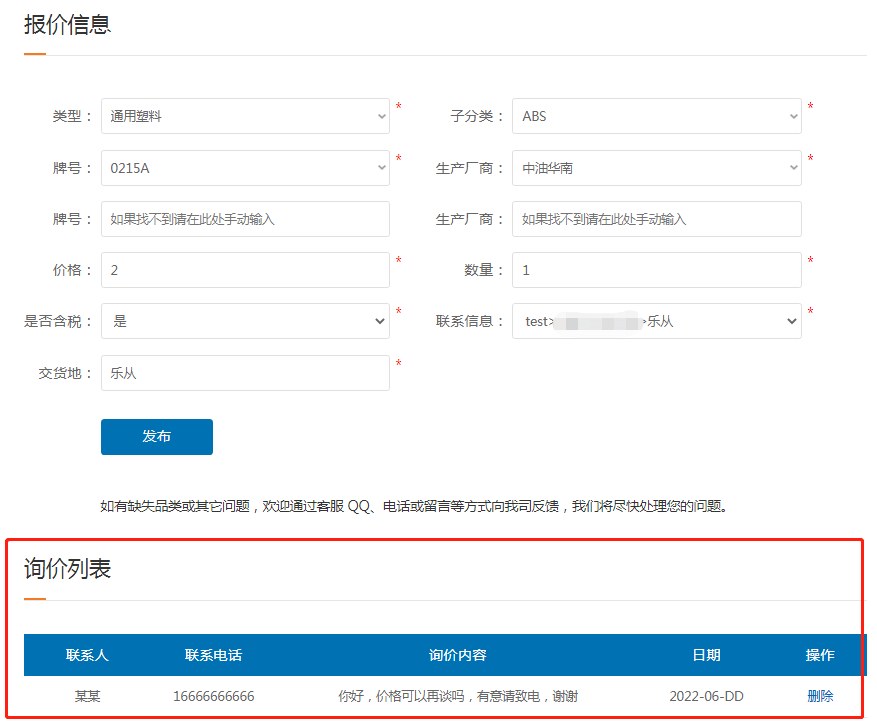 报价信息
类型： 通用塑料 * 子分类： ABS *
牌号： 0215A * 生产厂商： 中油华南 *
牌号： 如果找不到请在此处手动输入 生产厂商： 如果找不到请在此处手动输入
价格： 2 * 数量： 1 *
是否含税： 是 * 联系信息： test> >乐从 *
交货地： 乐从 *
发布
如有缺失品类或其它问题，欢迎通过客服 QQ、电话或留言等方式向我司反馈，我们将尽快处理您的问题。
询价列表
联系人 联系电话 询价内容 日期 操作
某某 16666666666 你好，价格可以再谈吗，有意请致电，谢谢 2022-06-DD 删除